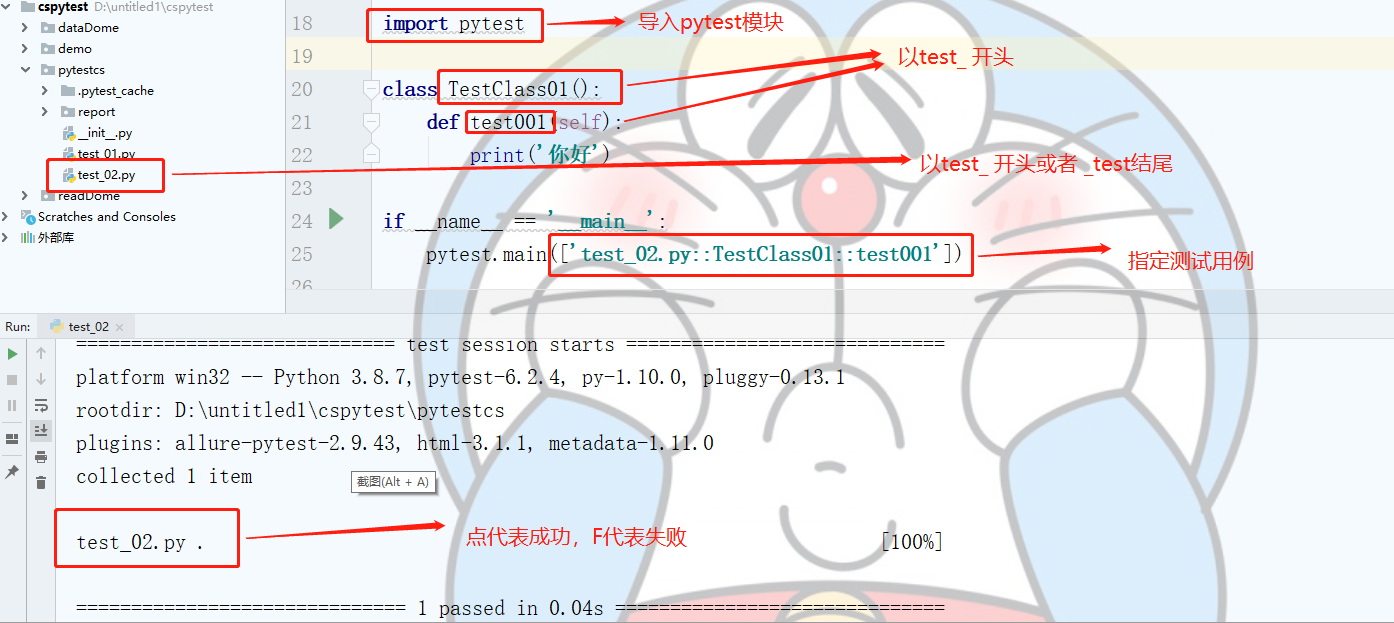 cspytest D:\untitled1\cspytest
dataDome
demo
pytestcs
.pytest_cache
report
__init__.py
test_01.py
test_02.py
readDome
Scratches and Consoles
外部库
18 import pytest
导入pytest模块
19
以test_ 开头
20 class TestClass01():
21 def test001(self):
22 print('你好')
以test_ 开头或者 _test结尾
23
24 if __name__ == '__main__':
25 pytest.main(['test_02.py::TestClass01::test001'])
指定测试用例
26
Run: test_02
============================= test session starts =============================
platform win32 -- Python 3.8.7, pytest-6.2.4, py-1.10.0, pluggy-0.13.1
rootdir: D:\untitled1\cspytest\pytestcs
plugins: allure-pytest-2.9.43, html-3.1.1, metadata-1.11.0
collected 1 item
截图(Alt + A)
test_02.py . [100%]
点代表成功，F代表失败
============================== 1 passed in 0.04s ==============================